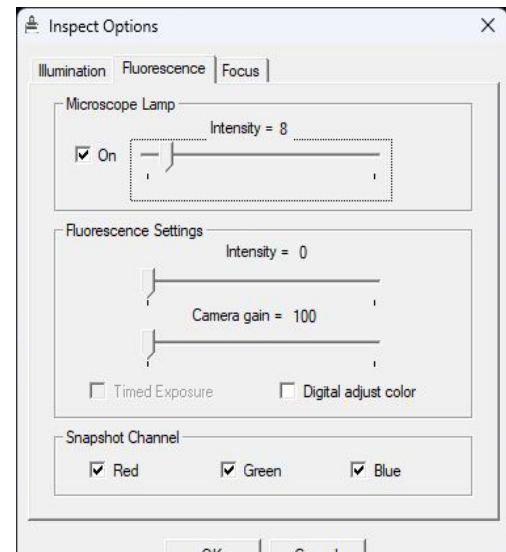 Inspect Options
Illumination Fluorescence Focus
Microscope Lamp
Intensity = 8
On
Fluorescence Settings
Intensity = 0
Camera gain = 100
Timed Exposure Digital adjust color
Snapshot Channel
Red Green Blue